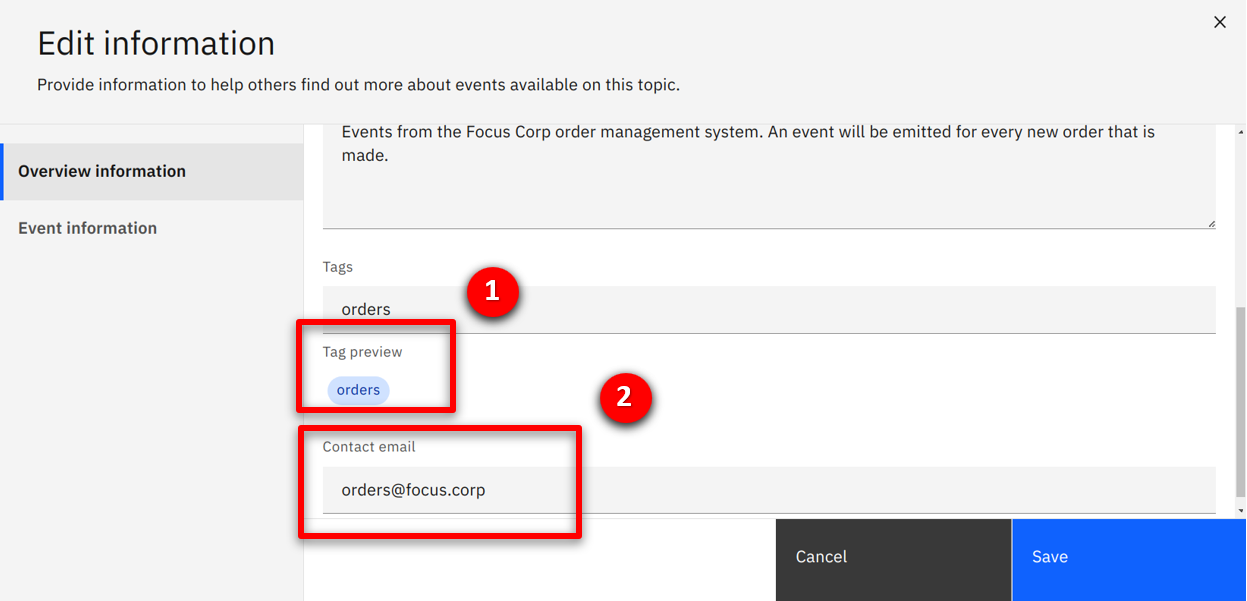 Edit information
Provide information to help others find out more about events available on this topic.
Overview information
Event information
Events from the Focus Corp order management system. An event will be emitted for every new order that is
made.
Tags
orders
1
Tag preview
orders
2
Contact email
orders@focus.corp
Cancel
Save